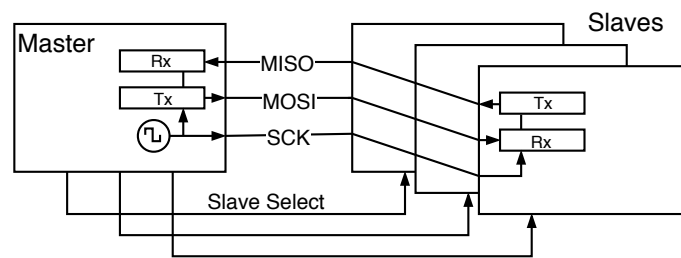 Master
Slaves
Rx
MISO
Tx
MOSI
Tx
SCK
Rx
Slave Select